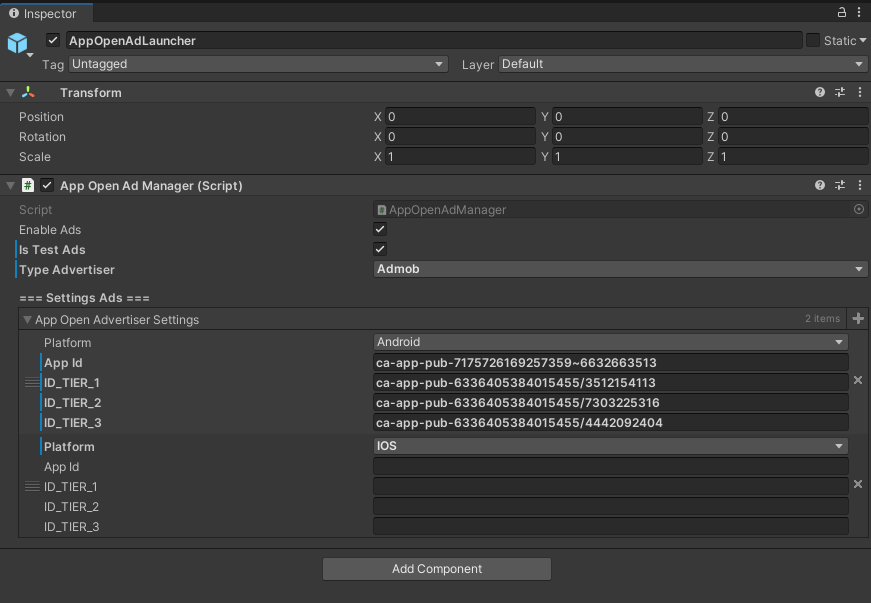 Inspector
AppOpenAdLauncher Static
Tag Untagged Layer Default
Transform
Position X 0 Y 0 Z 0
Rotation X 0 Y 0 Z 0
Scale X 1 Y 1 Z 1
# App Open Ad Manager (Script)
Script # AppOpenAdManager
Enable Ads
Is Test Ads
Type Advertiser Admob
=== Settings Ads ===
App Open Advertiser Settings 2 items
Platform Android
App Id ca-app-pub-7175726169257359~6632663513
ID_TIER_1 ca-app-pub-6336405384015455/3512154113
ID_TIER_2 ca-app-pub-6336405384015455/7303225316
ID_TIER_3 ca-app-pub-6336405384015455/4442092404
Platform IOS
App Id
ID_TIER_1
ID_TIER_2
ID_TIER_3
Add Component